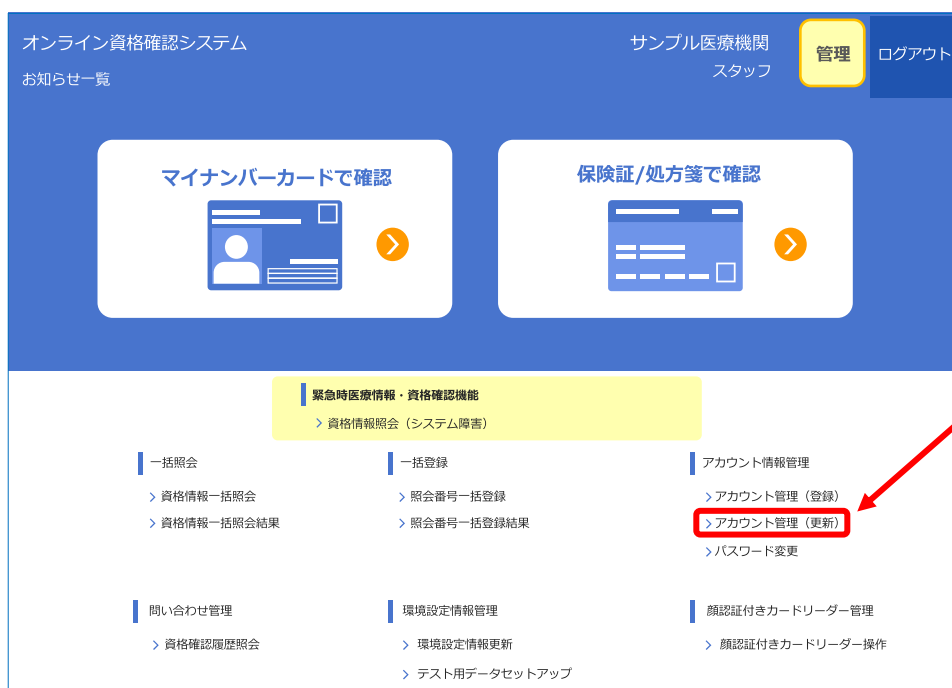 オンライン資格確認システム
サンプル医療機関
管理
ログアウト
お知らせ一覧
スタッフ
マイナンバーカードで確認
保険証/処方箋で確認
緊急時医療情報・資格確認機能
資格情報照会（システム障害）
一括照会
資格情報一括照会
資格情報一括照会結果
一括登録
照会番号一括登録
照会番号一括登録結果
アカウント情報管理
アカウント管理（登録）
アカウント管理（更新）
パスワード変更
問い合わせ管理
資格確認履歴照会
環境設定情報管理
環境設定情報更新
テスト用データセットアップ
顔認証付きカードリーダー管理
顔認証付きカードリーダー操作